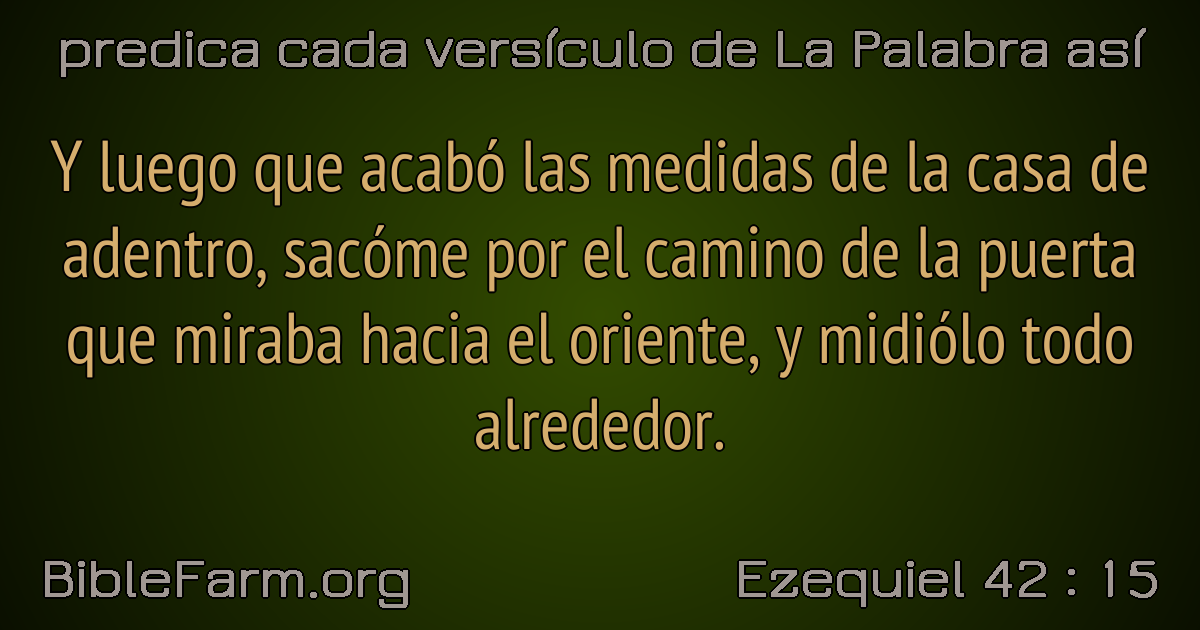 predica cada versículo de La Palabra así
Y luego que acabó las medidas de la casa de
adentro, sacóme por el camino de la puerta
que miraba hacia el oriente, y midiólo todo
alrededor.
BibleFarm.org
Ezequiel 42 : 15